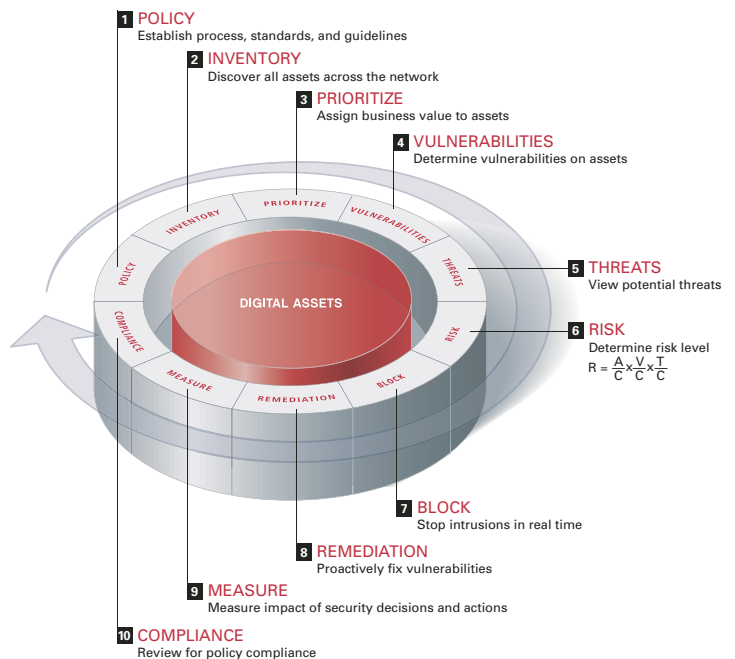 1 POLICY
Establish process, standards, and guidelines
2 INVENTORY
Discover all assets across the network
3 PRIORITIZE
Assign business value to assets
4 VULNERABILITIES
Determine vulnerabilities on assets
PRIORITIZE
INVENTORY
VULNERABILITIES
POLICY
THREATS
5 THREATS
View potential threats
DIGITAL ASSETS
COMPLIANCE
RISK
6 RISK
Determine risk level
R = A/C x V/C x T/C
MEASURE
BLOCK
REMEDIATION
7 BLOCK
Stop intrusions in real time
8 REMEDIATION
Proactively fix vulnerabilities
9 MEASURE
Measure impact of security decisions and actions
10 COMPLIANCE
Review for policy compliance